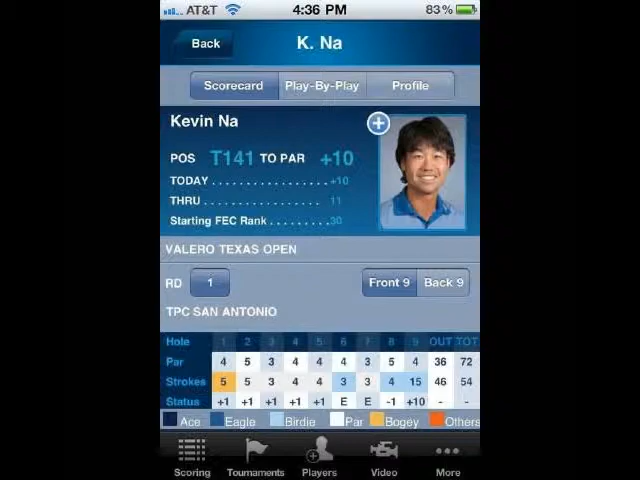 AT&T 4:36 PM 83%
Back K. Na
Scorecard Play-By-Play Profile
Kevin Na
POS T141 TO PAR +10
TODAY . . . . . . . . . . . . . . . . . . +10
THRU . . . . . . . . . . . . . . . . . . 11
Starting FEC Rank . . . . . . . . . 30
VALERO TEXAS OPEN
RD 1 Front 9 Back 9
TPC SAN ANTONIO
Hole 1 2 3 4 5 6 7 8 9 OUT TOT
Par 4 5 3 4 4 4 3 5 4 36 72
Strokes 5 5 3 4 4 3 3 4 15 46 54
Status +1 +1 +1 +1 +1 E E -1 +10 - -
Ace Eagle Birdie Par Bogey Others
Scoring Tournaments Players Video More